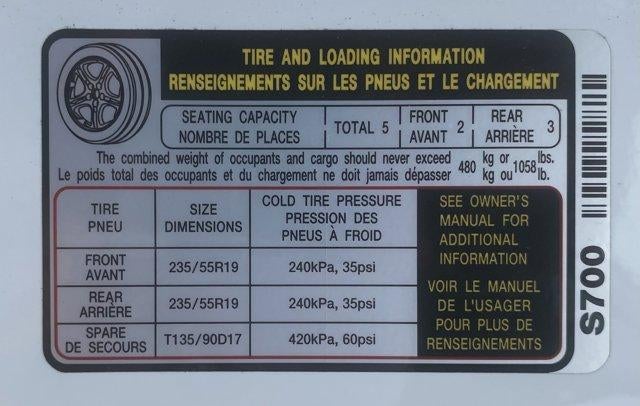 TIRE AND LOADING INFORMATION
RENSEIGNEMENTS SUR LES PNEUS ET LE CHARGEMENT
SEATING CAPACITY
NOMBRE DE PLACES
TOTAL 5
FRONT
AVANT 2
REAR
ARRIÈRE 3
The combined weight of occupants and cargo should never exceed 480 kg or 1058 lbs.
Le poids total des occupants et du chargement ne doit jamais dépasser kg ou lb.
TIRE
PNEU
SIZE
DIMENSIONS
COLD TIRE PRESSURE
PRESSION DES
PNEUS À FROID
FRONT
AVANT
235/55R19
240kPa, 35psi
REAR
ARRIÈRE
235/55R19
240kPa, 35psi
SPARE
DE SECOURS
T135/90D17
420kPa, 60psi
SEE OWNER'S
MANUAL FOR
ADDITIONAL
INFORMATION
VOIR LE MANUEL
DE L'USAGER
POUR PLUS DE
RENSEIGNEMENTS
S700